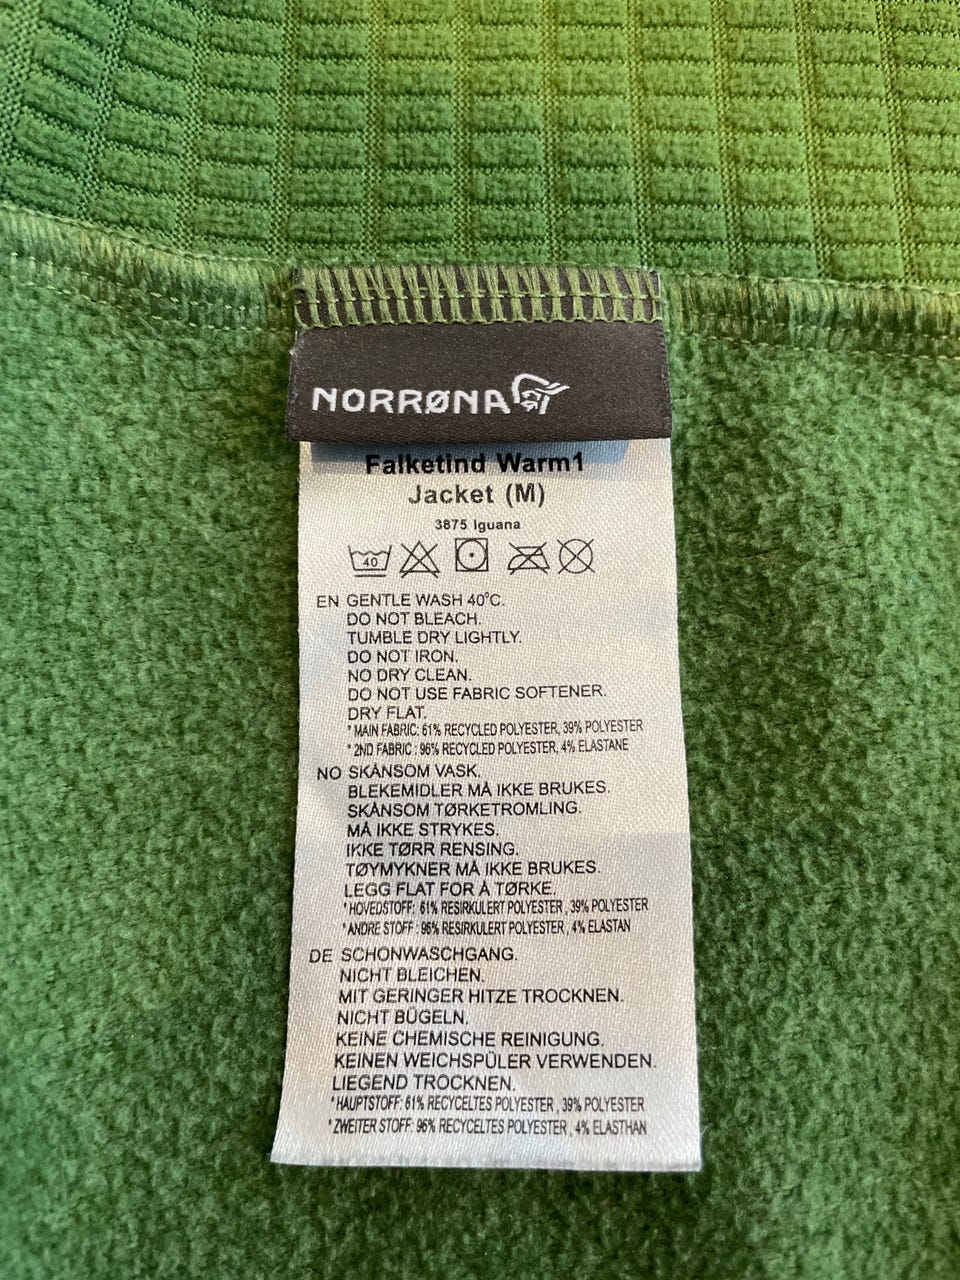 NORRØNA
Falketind Warm1
Jacket (M)
3875 Iguana
40
EN GENTLE WASH 40°C.
DO NOT BLEACH.
TUMBLE DRY LIGHTLY.
DO NOT IRON.
NO DRY CLEAN.
DO NOT USE FABRIC SOFTENER.
DRY FLAT.
* MAIN FABRIC: 61% RECYCLED POLYESTER, 39% POLYESTER
* 2ND FABRIC : 96% RECYCLED POLYESTER, 4% ELASTANE
NO SKÅNSOM VASK.
BLEKEMIDLER MÅ IKKE BRUKES.
SKÅNSOM TØRKETROMLING.
MÅ IKKE STRYKES.
IKKE TØRR RENSING.
TØYMYKNER MÅ IKKE BRUKES.
LEGG FLAT FOR Å TØRKE.
* HOVEDSTOFF: 61% RESIRKULERT POLYESTER , 39% POLYESTER
* ANDRE STOFF : 96% RESIRKULERT POLYESTER , 4% ELASTAN
DE SCHONWASCHGANG.
NICHT BLEICHEN.
MIT GERINGER HITZE TROCKNEN.
NICHT BÜGELN.
KEINE CHEMISCHE REINIGUNG.
KEINEN WEICHSPÜLER VERWENDEN.
LIEGEND TROCKNEN.
* HAUPTSTOFF: 61% RECYCELTES POLYESTER , 39% POLYESTER
* ZWEITER STOFF: 96% RECYCELTES POLYESTER , 4% ELASTHAN